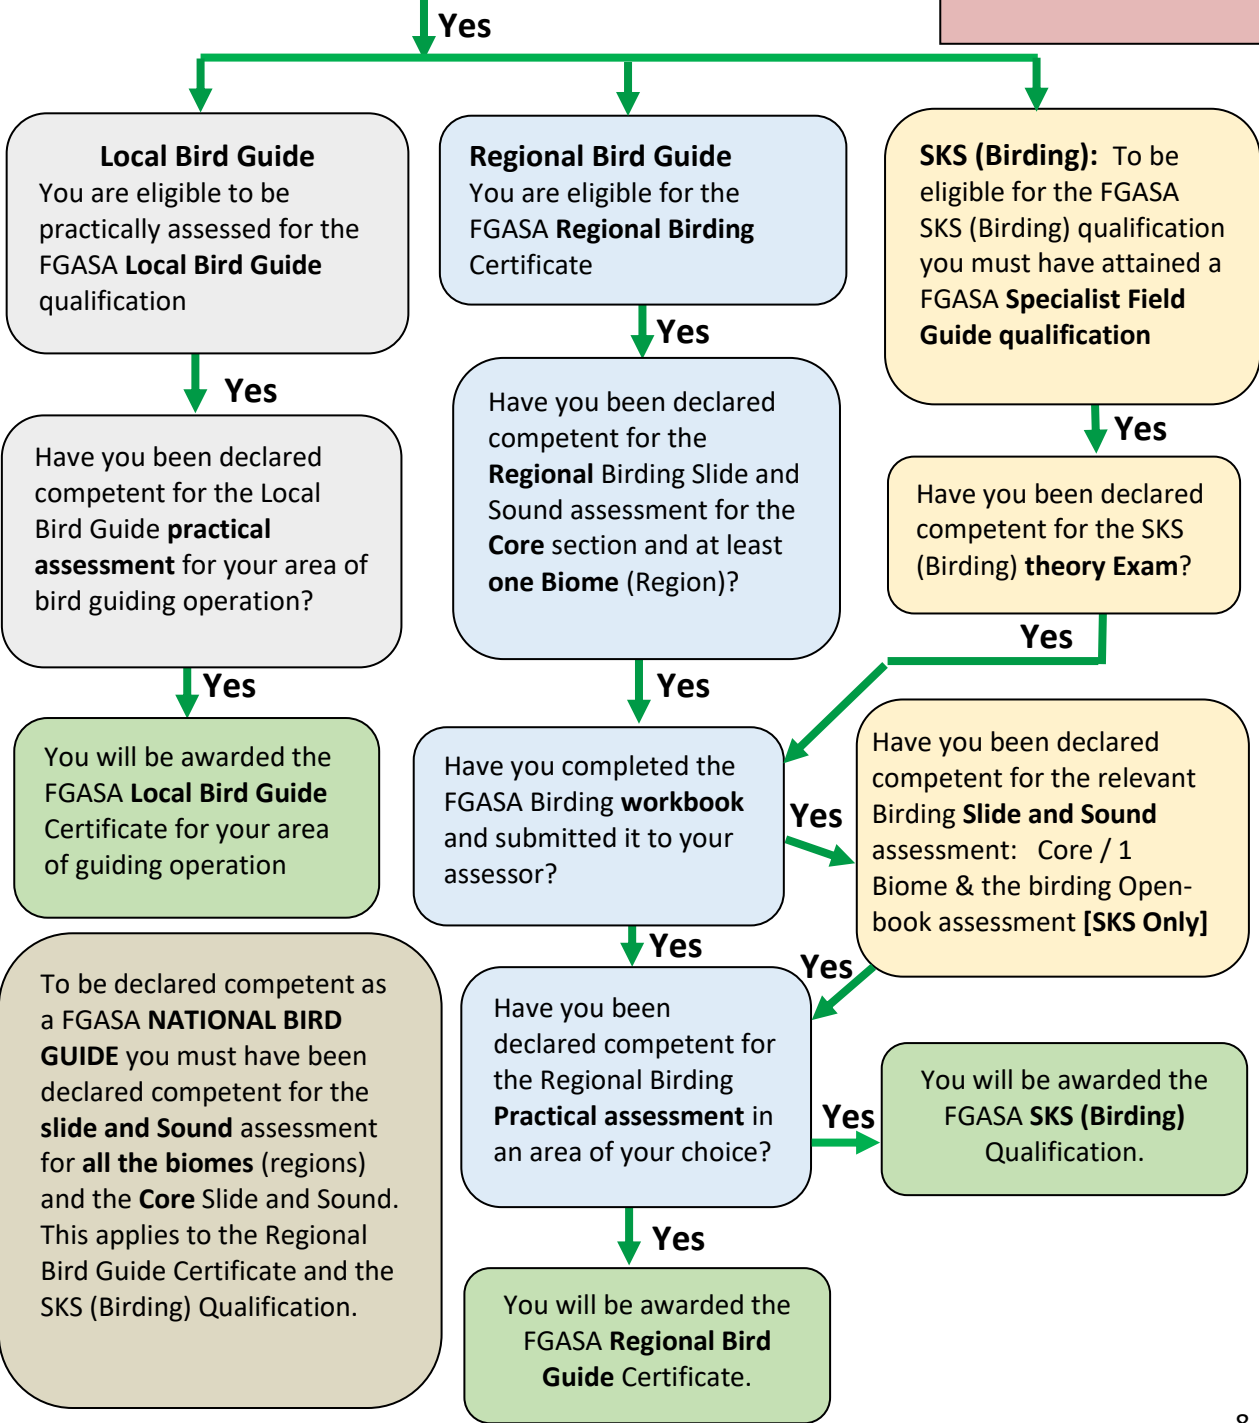 Yes
Local Bird Guide
You are eligible to be
practically assessed for the
FGASA Local Bird Guide
qualification
Yes
Have you been declared
competent for the Local
Bird Guide practical
assessment for your area of
bird guiding operation?
Yes
You will be awarded the
FGASA Local Bird Guide
Certificate for your area
of guiding operation
To be declared competent as
a FGASA NATIONAL BIRD
GUIDE you must have been
declared competent for the
slide and Sound assessment
for all the biomes (regions)
and the Core Slide and Sound.
This applies to the Regional
Bird Guide Certificate and the
SKS (Birding) Qualification.
Regional Bird Guide
You are eligible for the
FGASA Regional Birding
Certificate
Yes
Have you been declared
competent for the
Regional Birding Slide and
Sound assessment for the
Core section and at least
one Biome (Region)?
Yes
Have you completed the
FGASA Birding workbook
and submitted it to your
assessor?
Yes
Yes
Have you been
declared competent for
the Regional Birding
Practical assessment in
an area of your choice?
Yes
Yes
You will be awarded the
FGASA Regional Bird
Guide Certificate.
SKS (Birding): To be
eligible for the FGASA
SKS (Birding) qualification
you must have attained a
FGASA Specialist Field
Guide qualification
Yes
Have you been declared
competent for the SKS
(Birding) theory Exam?
Yes
Have you been declared
competent for the relevant
Birding Slide and Sound
assessment: Core / 1
Biome & the birding Open-
book assessment [SKS Only]
Yes
You will be awarded the
FGASA SKS (Birding)
Qualification.
8